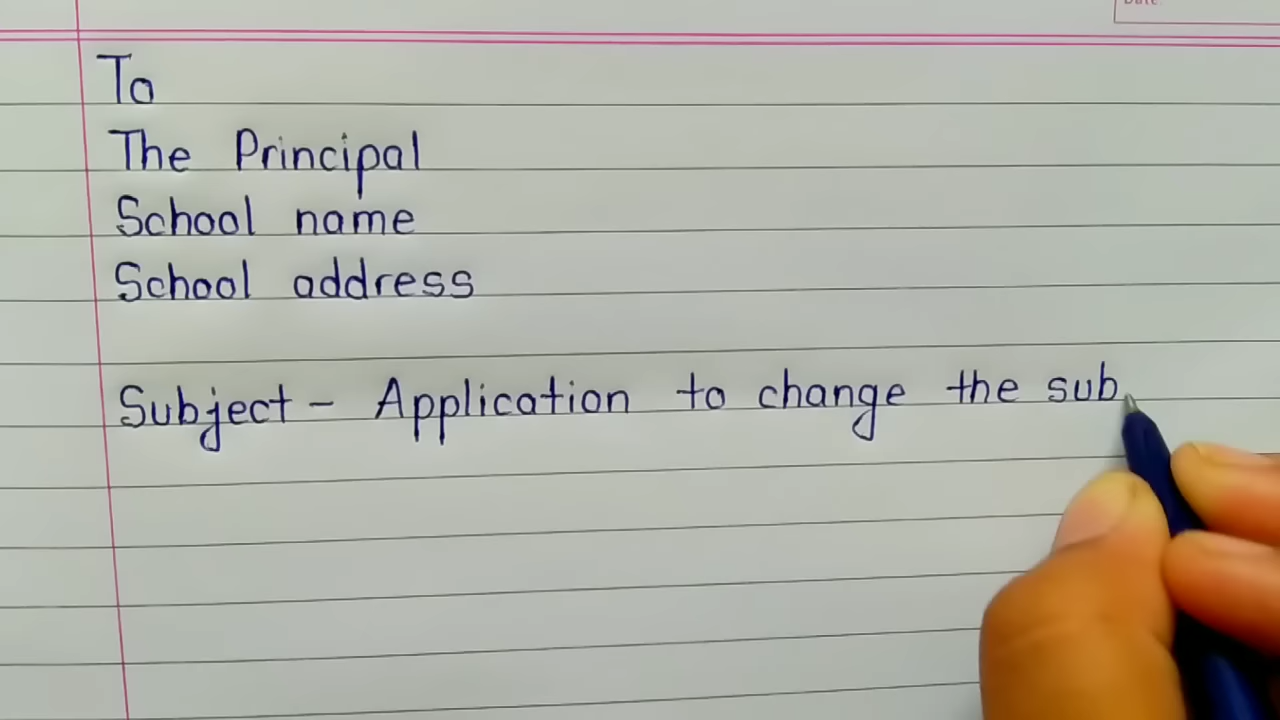 To
The Principal
School name
School address
Subject - Application to change the sub